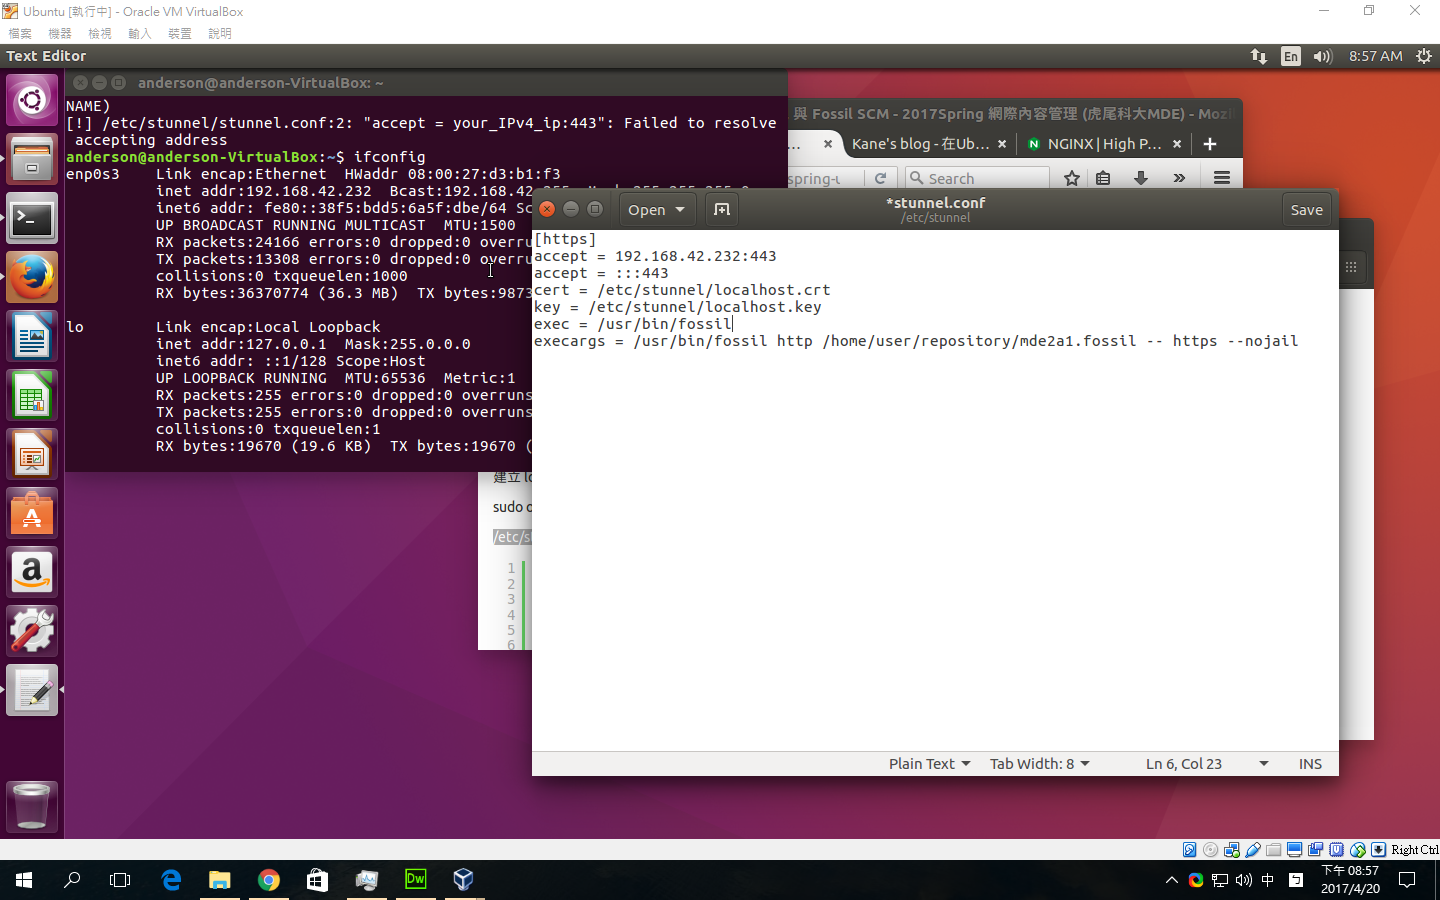 Ubuntu [執行中] - Oracle VM VirtualBox
檔案 機器 檢視 輸入 裝置 說明
Text Editor
En
8:57 AM
anderson@anderson-VirtualBox: ~
NAME)
[!] /etc/stunnel/stunnel.conf:2: "accept = your_IPv4_ip:443": Failed to resolve
accepting address
anderson@anderson-VirtualBox:~$ ifconfig
enp0s3 Link encap:Ethernet HWaddr 08:00:27:d3:b1:f3
inet addr:192.168.42.232 Bcast:192.168.42
inet6 addr: fe80::38f5:bdd5:6a5f:dbe/64 Sc
UP BROADCAST RUNNING MULTICAST MTU:1500
RX packets:24166 errors:0 dropped:0 overru
TX packets:13308 errors:0 dropped:0 overru
collisions:0 txqueuelen:1000
RX bytes:36370774 (36.3 MB) TX bytes:9873
lo Link encap:Local Loopback
inet addr:127.0.0.1 Mask:255.0.0.0
inet6 addr: ::1/128 Scope:Host
UP LOOPBACK RUNNING MTU:65536 Metric:1
RX packets:255 errors:0 dropped:0 overruns
TX packets:255 errors:0 dropped:0 overruns
collisions:0 txqueuelen:1
RX bytes:19670 (19.6 KB) TX bytes:19670 (
與 Fossil SCM - 2017Spring 網際內容管理 (虎尾科大MDE) - Mozi
... Kane's blog - 在Ub... NGINX | High P...
spring-u
Search
Open
*stunnel.conf
/etc/stunnel
Save
[https]
accept = 192.168.42.232:443
accept = :::443
cert = /etc/stunnel/localhost.crt
key = /etc/stunnel/localhost.key
exec = /usr/bin/fossil
execargs = /usr/bin/fossil http /home/user/repository/mde2a1.fossil -- https --nojail
建立 lo
sudo o
/etc/st
1
2
3
4
5
6
Plain Text Tab Width: 8 Ln 6, Col 23 INS
Right Ctrl
Dw
中
下午 08:57
2017/4/20